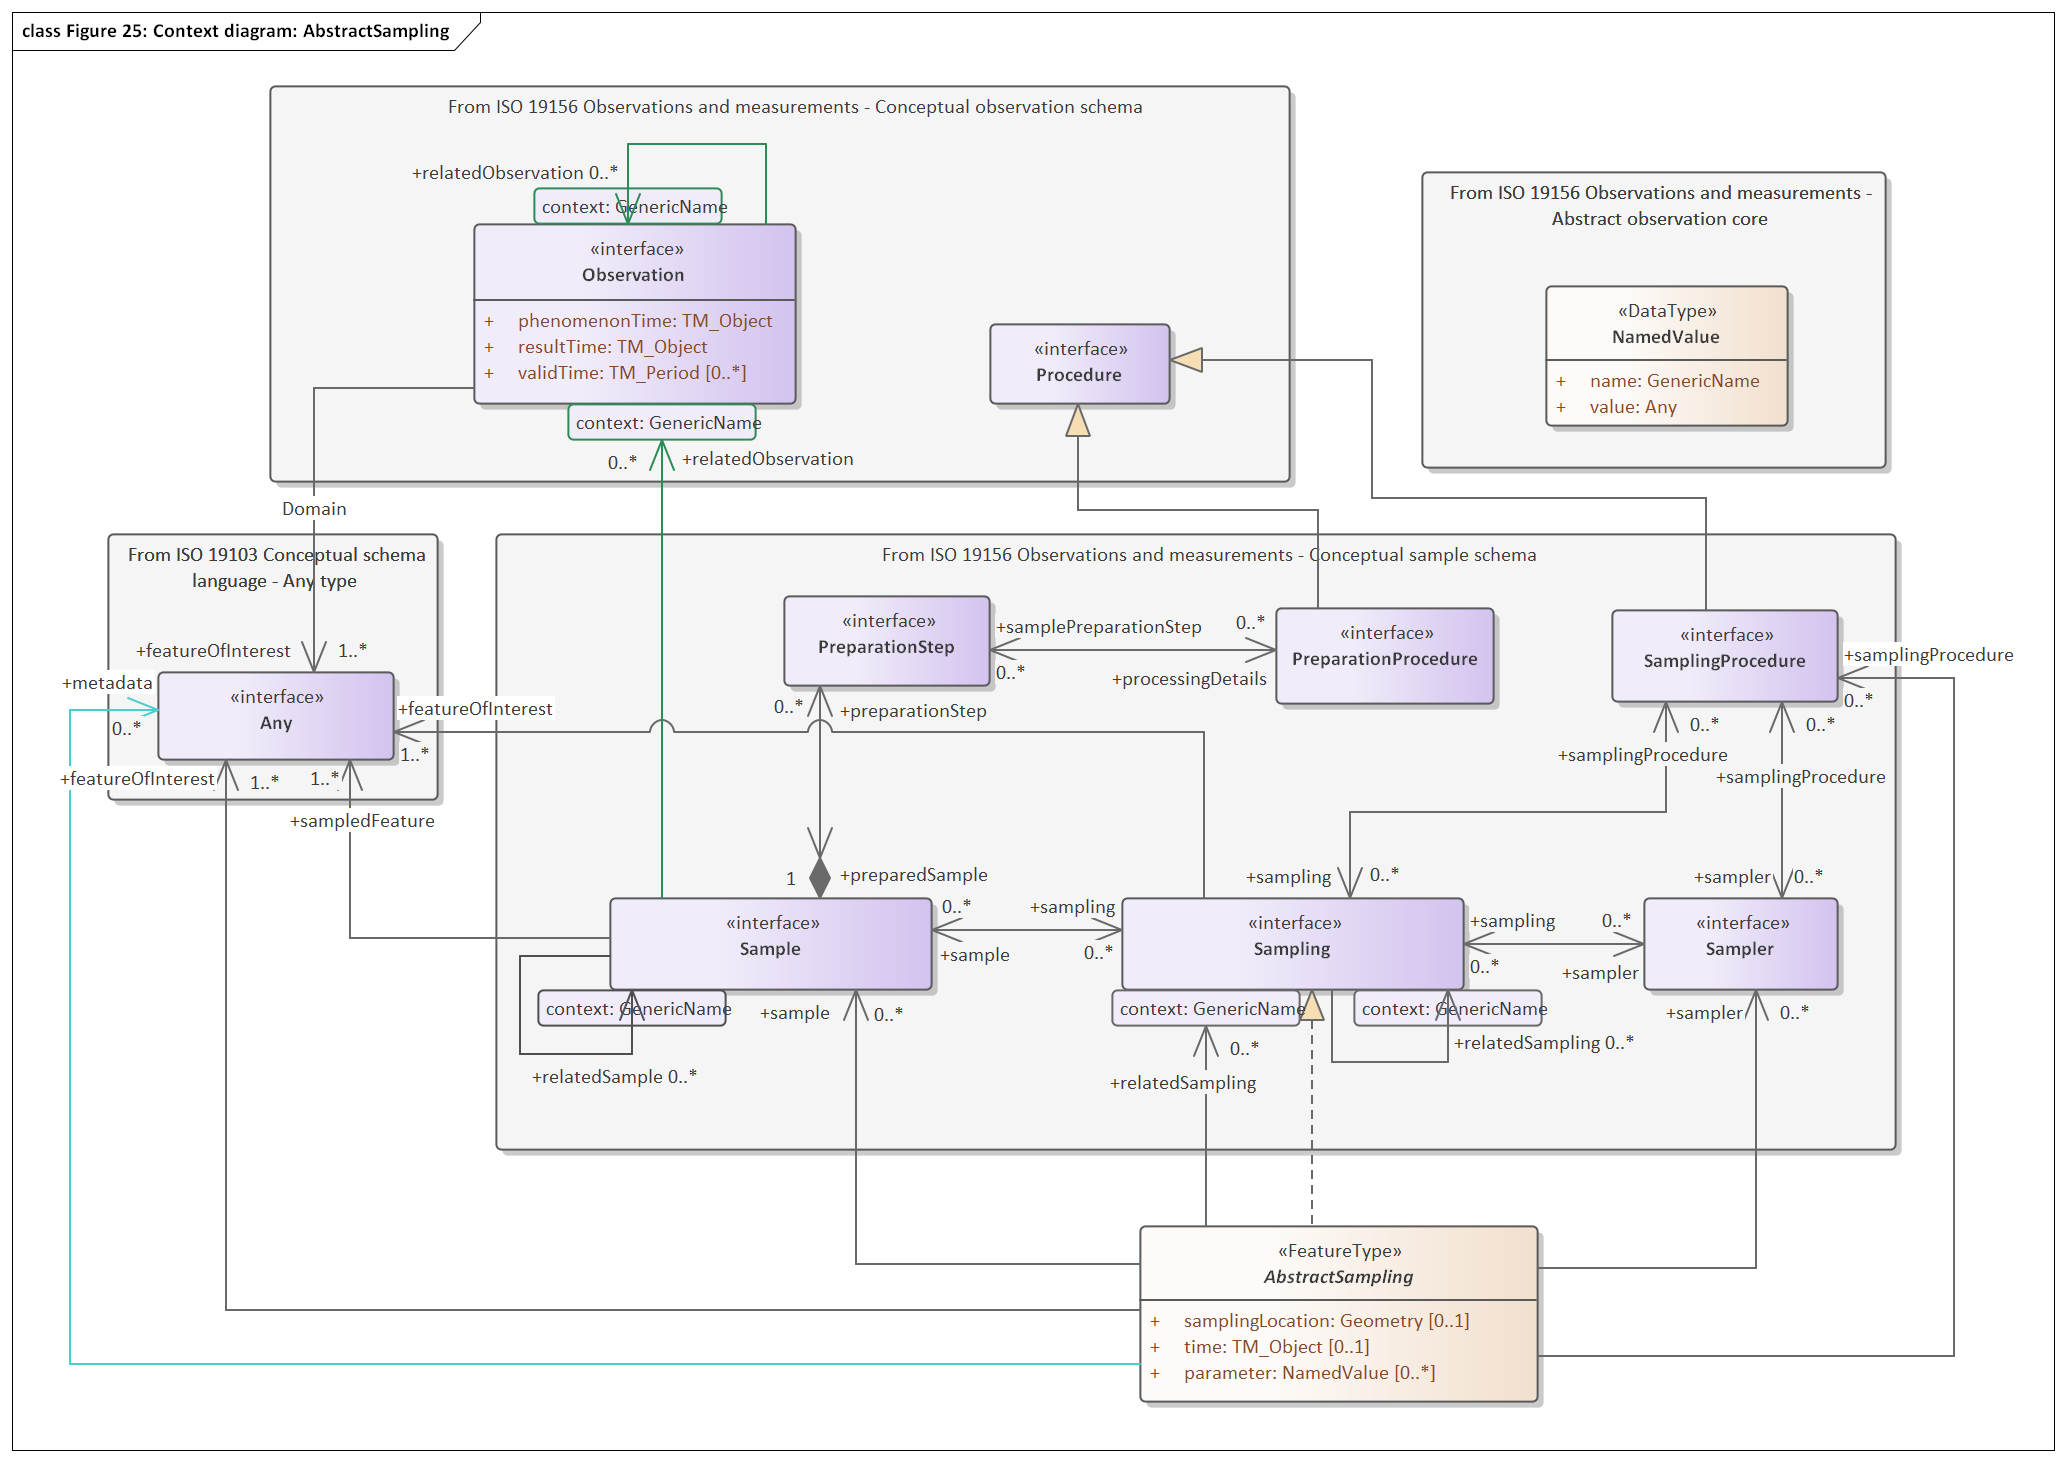 class Figure 25: Context diagram: AbstractSampling
From ISO 19156 Observations and measurements - Conceptual observation schema
+relatedObservation 0..*
context: GenericName
«interface»
Observation
+ phenomenonTime: TM_Object
+ resultTime: TM_Object
+ validTime: TM_Period [0..*]
context: GenericName
0..*
+relatedObservation
«interface»
Procedure
From ISO 19156 Observations and measurements -
Abstract observation core
«DataType»
NamedValue
+ name: GenericName
+ value: Any
Domain
From ISO 19103 Conceptual schema
language - Any type
+featureOfInterest
1..*
+metadata
0..*
«interface»
Any
+featureOfInterest
1..*
+featureOfInterest
1..*
1..*
+sampledFeature
From ISO 19156 Observations and measurements - Conceptual sample schema
«interface»
PreparationStep
+samplePreparationStep
0..*
0..*
+processingDetails
«interface»
PreparationProcedure
«interface»
SamplingProcedure
+samplingProcedure
0..*
0..*
+preparationStep
0..*
+samplingProcedure
0..*
+samplingProcedure
1
+preparedSample
+sampling
0..*
+sampler
0..*
«interface»
Sample
0..*
+sampling
+sample
0..*
«interface»
Sampling
+sampling
0..*
0..*
+sampler
«interface»
Sampler
context: GenericName
+relatedSample 0..*
+sample
0..*
context: GenericName
0..*
+relatedSampling
context: GenericName
+relatedSampling 0..*
+sampler
0..*
«FeatureType»
AbstractSampling
+ samplingLocation: Geometry [0..1]
+ time: TM_Object [0..1]
+ parameter: NamedValue [0..*]